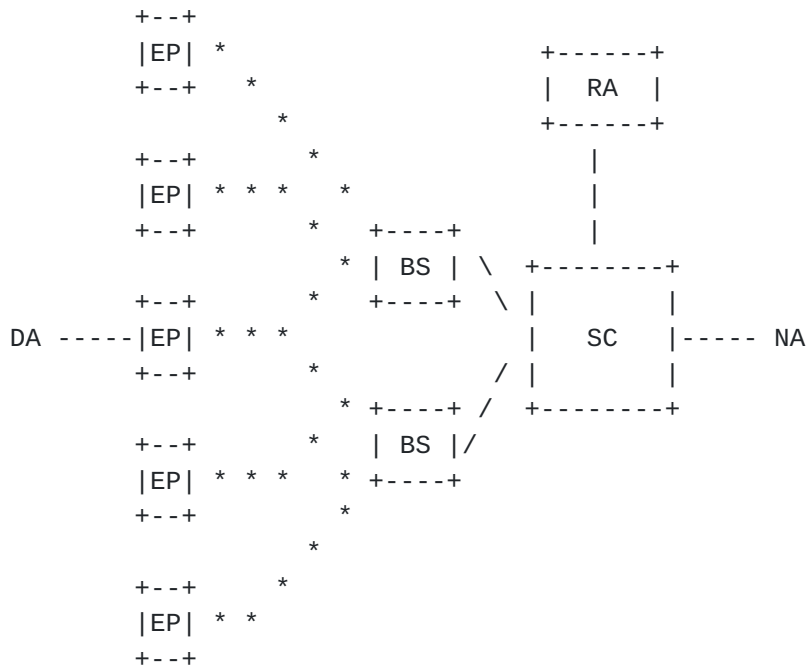 +--+
|EP| *                    +------+
+--+   *                  |  RA  |
         *                +------+
+--+       *                 |
|EP| * * *   *               |
+--+       *   +----+        |
             * | BS | \  +--------+
+--+       *   +----+  \ |        |
DA -----|EP| * * *                |   SC   |----- NA
+--+       *           / |        |
             * +----+ /  +--------+
+--+       *   | BS |/
|EP| * * *   * +----+
+--+         *
           *
+--+     *
|EP| * *
+--+